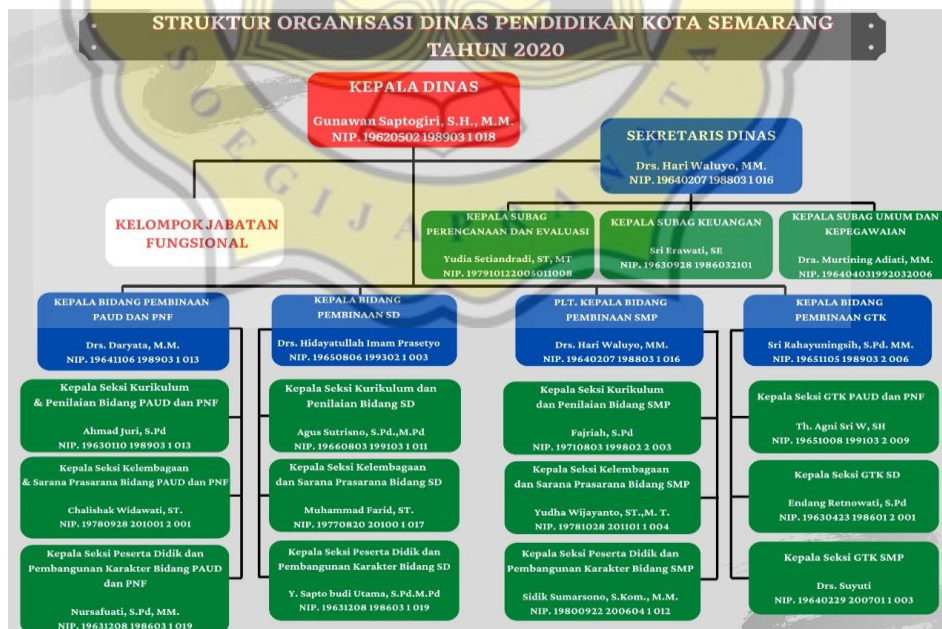 STRUKTUR ORGANISASI DINAS PENDIDIKAN KOTA SEMARANG
TAHUN 2020
KEPALA DINAS
Gunawan Saptogiri, S.H., M.M.
NIP. 19620502 198903 1 018
SEKRETARIS DINAS
Drs. Hari Waluyo, MM.
NIP. 19640207 198803 1 016
KELOMPOK JABATAN
FUNGSIONAL
KEPALA SUBAG
PERENCANAAN DAN EVALUASI
Yudia Setiandradi, ST, MT
NIP. 197910122005011008
KEPALA SUBAG KEUANGAN
Sri Erawati, SE
NIP. 19630928 1986032101
KEPALA SUBAG UMUM DAN
KEPEGAWAIAN
Dra. Murtining Adiati, MM.
NIP. 196404031992032006
KEPALA BIDANG PEMBINAAN
PAUD DAN PNF
Drs. Daryata, M.M.
NIP. 19641106 198903 1 013
KEPALA BIDANG
PEMBINAAN SD
Drs. Hidayatullah Imam Prasetyo
NIP. 19650806 199302 1 003
PLT. KEPALA BIDANG
PEMBINAAN SMP
Drs. Hari Waluyo, MM.
NIP. 19640207 198803 1 016
KEPALA BIDANG
PEMBINAAN GTK
Sri Rahayuningsih, S.Pd. MM.
NIP. 19651105 198903 2 006
Kepala Seksi Kurikulum
& Penilaian Bidang PAUD dan PNF
Ahmad Juri, S.Pd
NIP. 19630110 198903 1 013
Kepala Seksi Kurikulum dan
Penilaian Bidang SD
Agus Sutrisno, S.Pd.,M.Pd
NIP. 19660803 199103 1 011
Kepala Seksi Kurikulum
dan Penilaian Bidang SMP
Fajriah, S.Pd
NIP. 19710803 199802 2 003
Kepala Seksi GTK PAUD dan PNF
Th. Agni Sri W, SH
NIP. 19651008 199103 2 009
Kepala Seksi Kelembagaan
& Sarana Prasarana Bidang PAUD dan PNF
Chalishak Widawati, ST.
NIP. 19780928 201001 2 001
Kepala Seksi Kelembagaan
dan Sarana Prasarana Bidang SD
Muhammad Farid, ST.
NIP. 19770820 20100 1 017
Kepala Seksi Kelembagaan
dan Sarana Prasarana Bidang SMP
Yudha Wijayanto, ST.,M. T.
NIP. 19781028 201101 1 004
Kepala Seksi GTK SD
Endang Retnowati, S.Pd
NIP. 19630423 198601 2 001
Kepala Seksi Peserta Didik dan
Pembangunan Karakter Bidang PAUD
dan PNF
Nursafuati, S.Pd, MM.
NIP. 19631208 198603 1 019
Kepala Seksi Peserta Didik dan
Pembangunan Karakter Bidang SD
Y. Sapto budi Utama, S.Pd.M.Pd
NIP. 19631208 198603 1 019
Kepala Seksi Peserta Didik dan
Pembangunan Karakter Bidang SMP
Sidik Sumarsono, S.Kom., M.M.
NIP. 19800922 200604 1 012
Kepala Seksi GTK SMP
Drs. Suyuti
NIP. 19640229 200701 1 003
SOEGIJAPRANATA